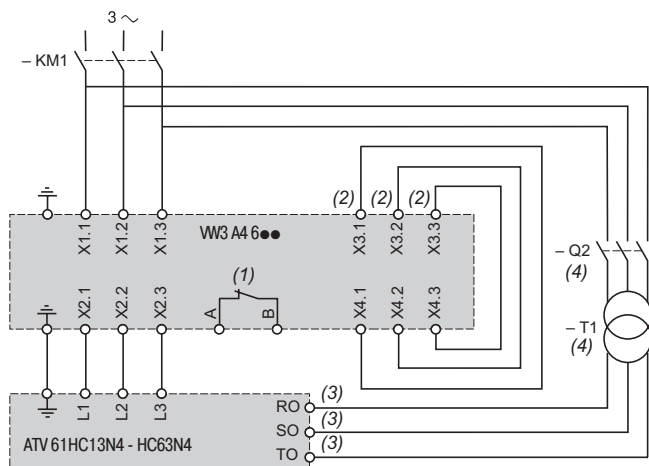 3 ~
– KM1
(2) (2) (2)
X1.1 X1.2 X1.3 X3.1 X3.2 X3.3
VW3 A4 6●●
– Q2
(4)
(1)
X2.1 X2.2 X2.3 A B X4.1 X4.2 X4.3
– T1
(4)
L1 L2 L3
RO (3)
SO (3)
TO (3)
ATV 61HC13N4 - HC63N4